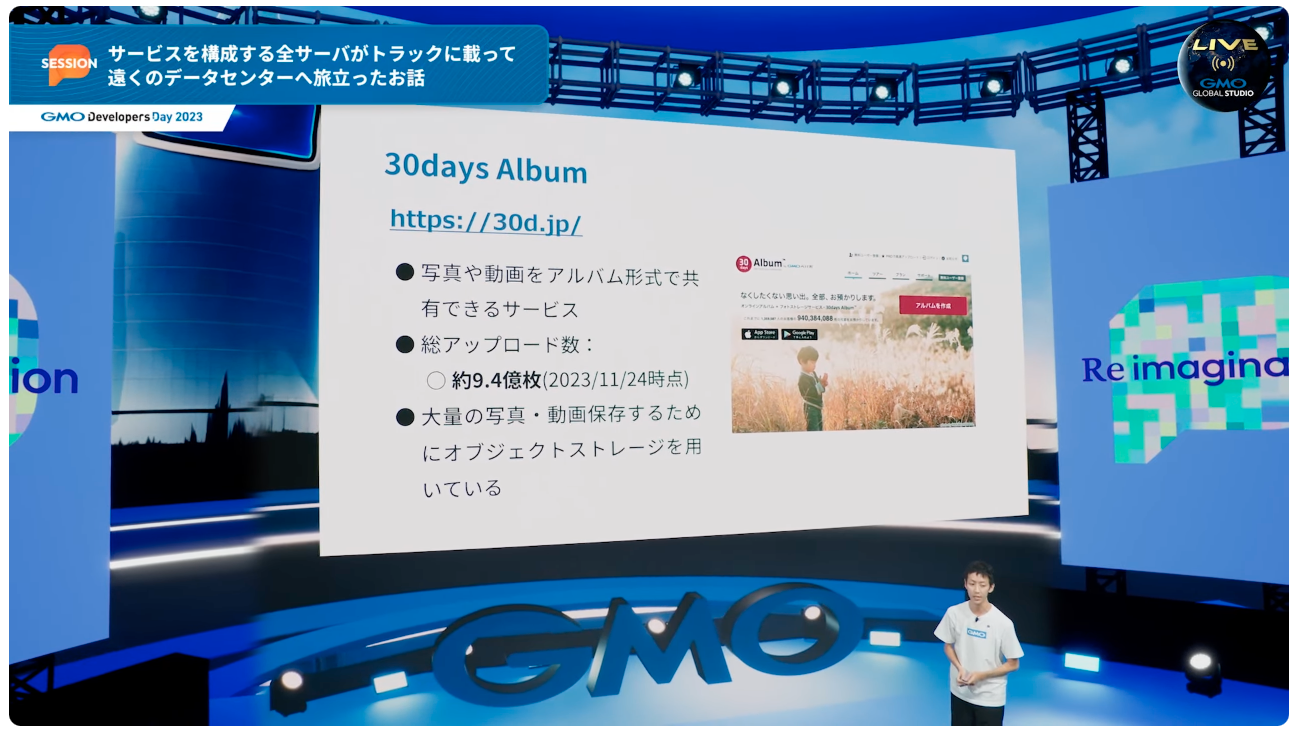 SESSION
サービスを構成する全サーバがトラックに載って
遠くのデータセンターへ旅立ったお話
GMO Developers Day 2023
LIVE
GMO
GLOBAL STUDIO
30days Album
https://30d.jp/
● 写真や動画をアルバム形式で共
有できるサービス
● 総アップロード数：
○ 約9.4億枚(2023/11/24時点)
● 大量の写真・動画保存するため
にオブジェクトストレージを用
いている
30 days Album
なくしたくない思い出。全部、お預かりします。
アルバムを作成
940,384,088
App Store
Google Play
ion
Re imagina
GMO
GMO